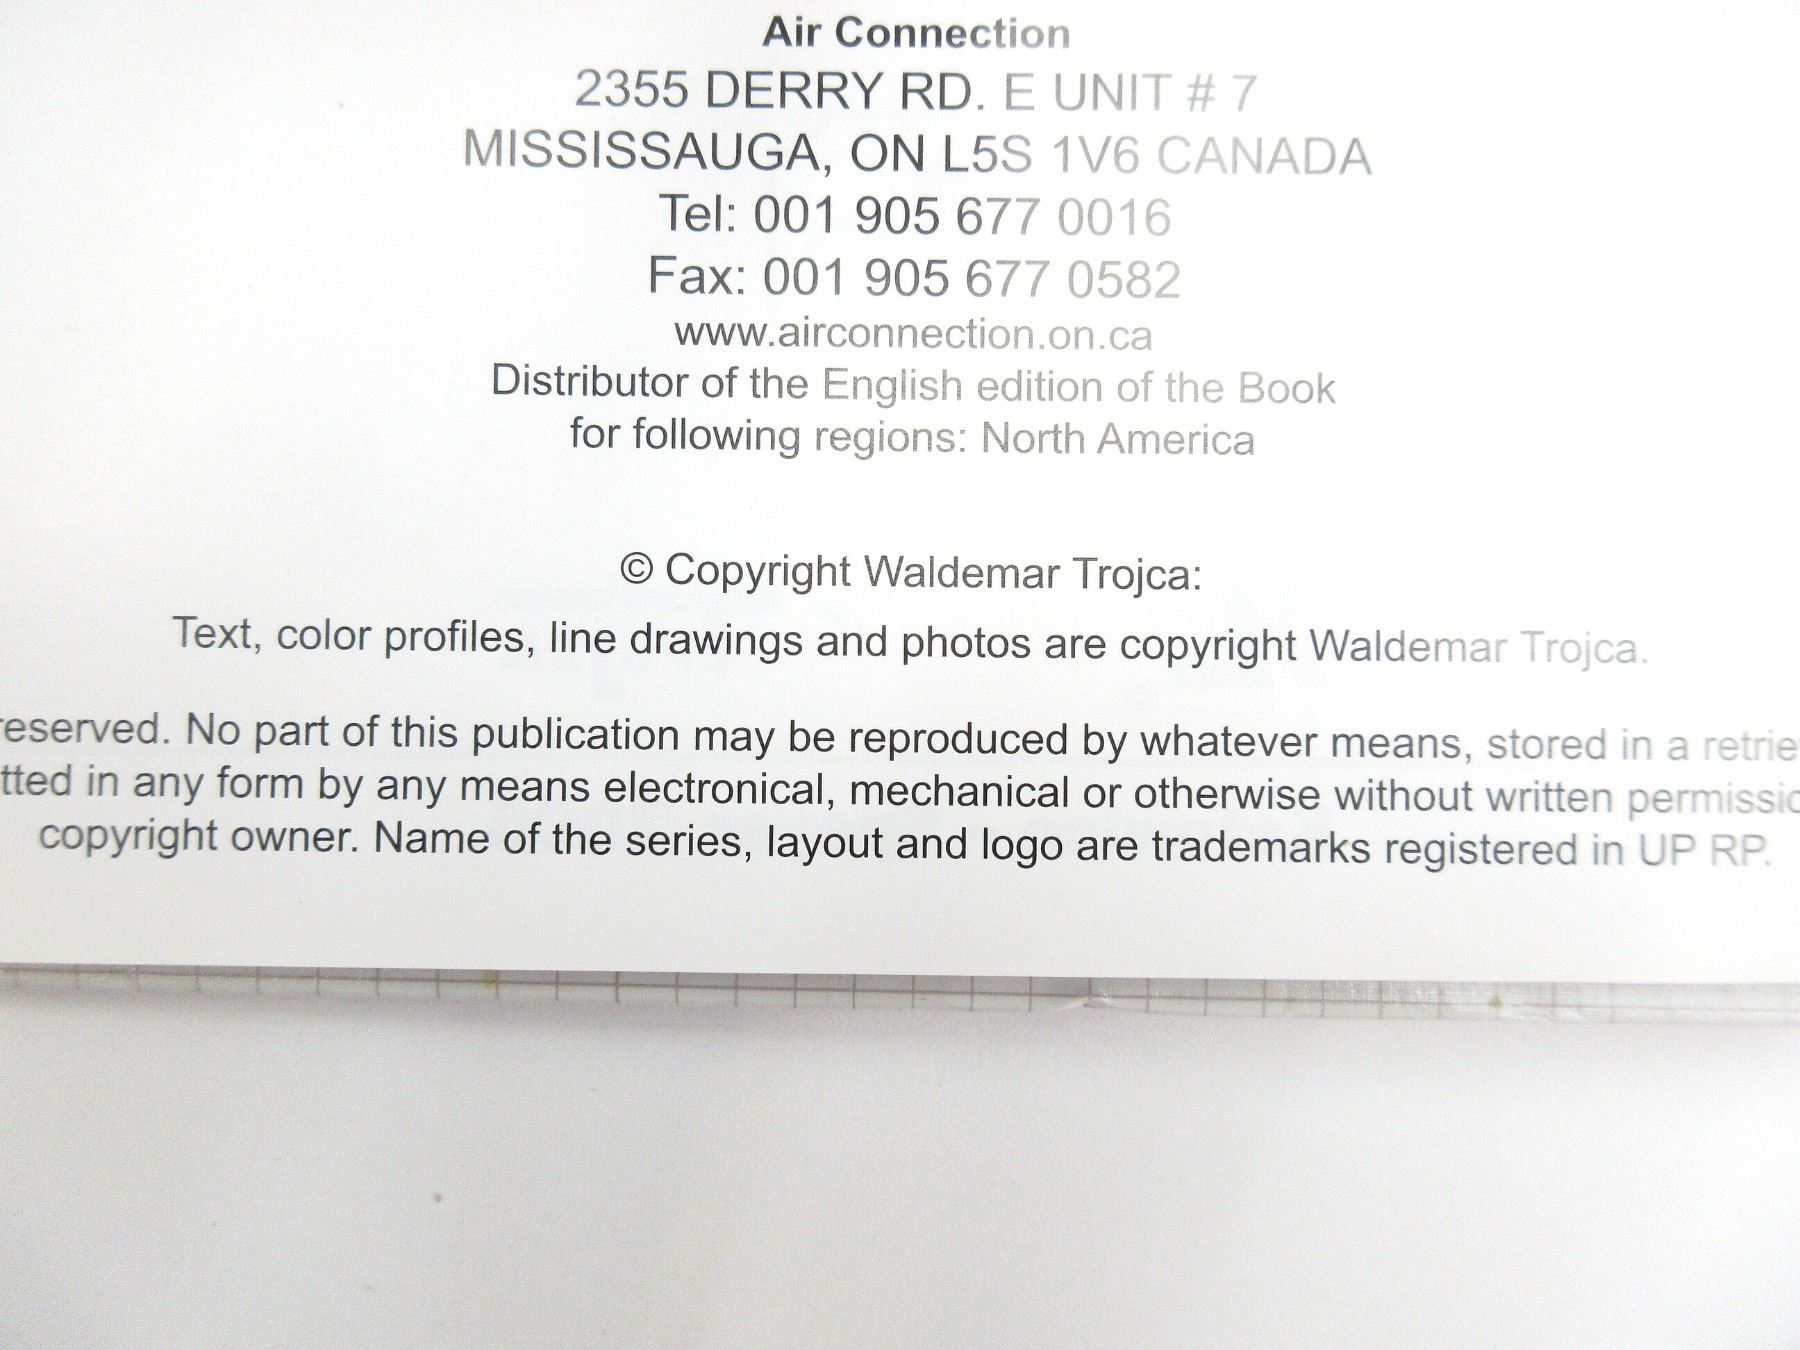 Air Connection
2355 DERRY RD. E UNIT # 7
MISSISSAUGA, ON L5S 1V6 CANADA
Tel: 001 905 677 0016
Fax: 001 905 677 0582
www.airconnection.on.ca
Distributor of the English edition of the Book
for following regions: North America
© Copyright Waldemar Trojca:
Text, color profiles, line drawings and photos are copyright Waldemar Trojca.
reserved. No part of this publication may be reproduced by whatever means, stored in a retrie
tted in any form by any means electronical, mechanical or otherwise without written permissio
copyright owner. Name of the series, layout and logo are trademarks registered in UP RP.